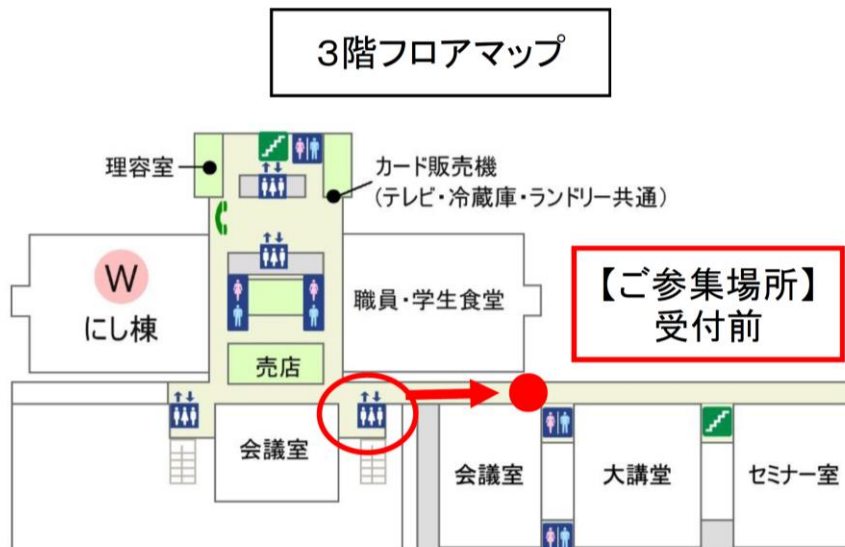 ３階フロアマップ
理容室
カード販売機
（テレビ・冷蔵庫・ランドリー共通）
W
にし棟
職員・学生食堂
【ご参集場所】
受付前
売店
会議室
会議室
大講堂
セミナー室